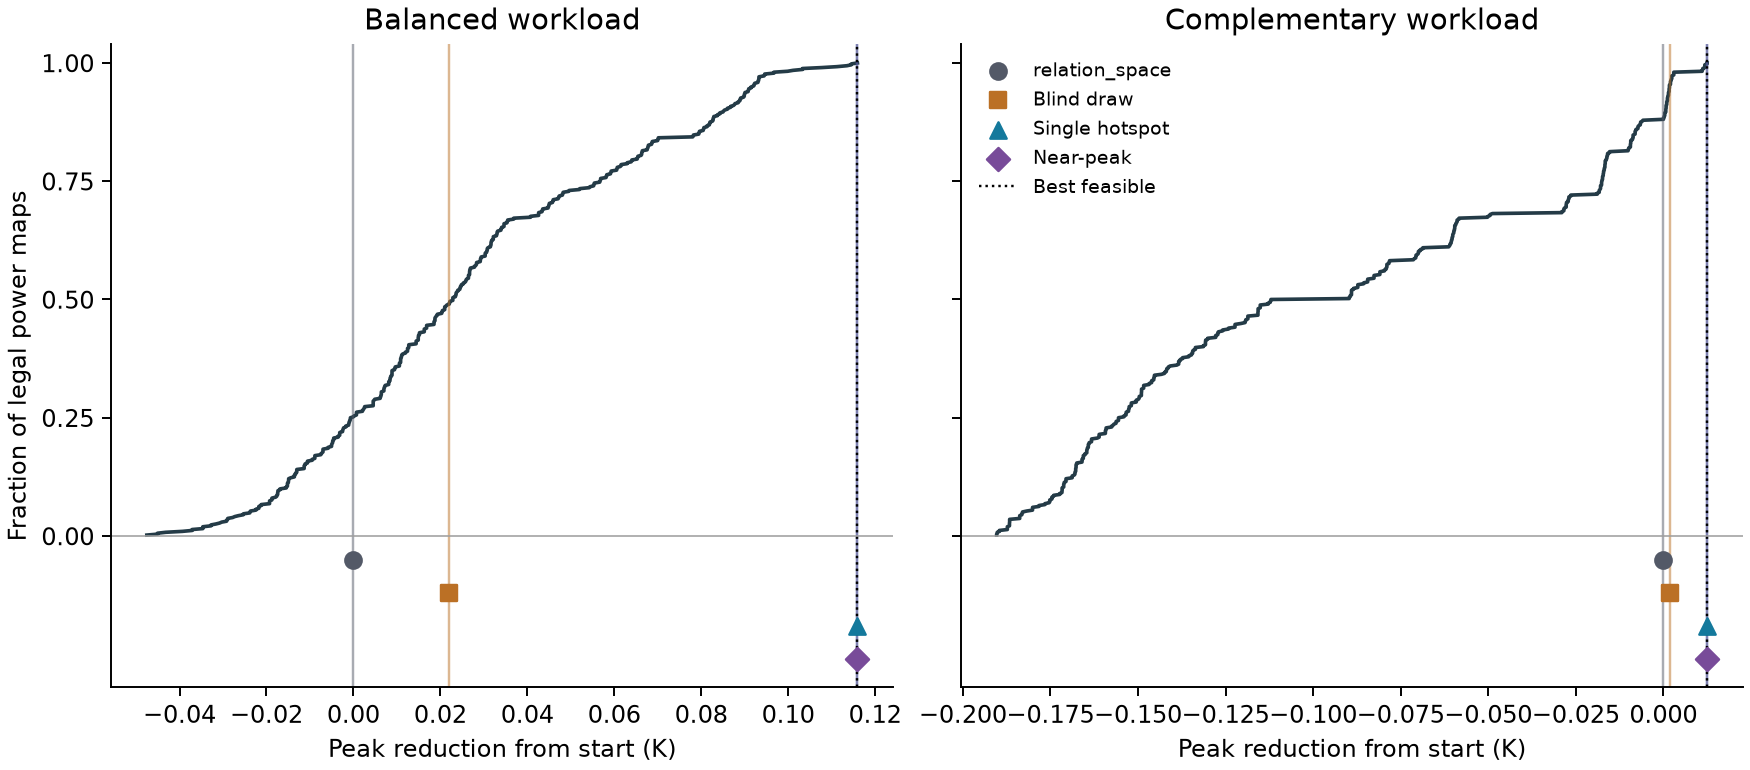 Balanced workload
Complementary workload
Fraction of legal power maps
1.00
0.75
0.50
0.25
0.00
relation_space
Blind draw
Single hotspot
Near-peak
Best feasible
−0.04 −0.02 0.00 0.02 0.04 0.06 0.08 0.10 0.12
−0.200 −0.175 −0.150 −0.125 −0.100 −0.075 −0.050 −0.025 0.000
Peak reduction from start (K)
Peak reduction from start (K)